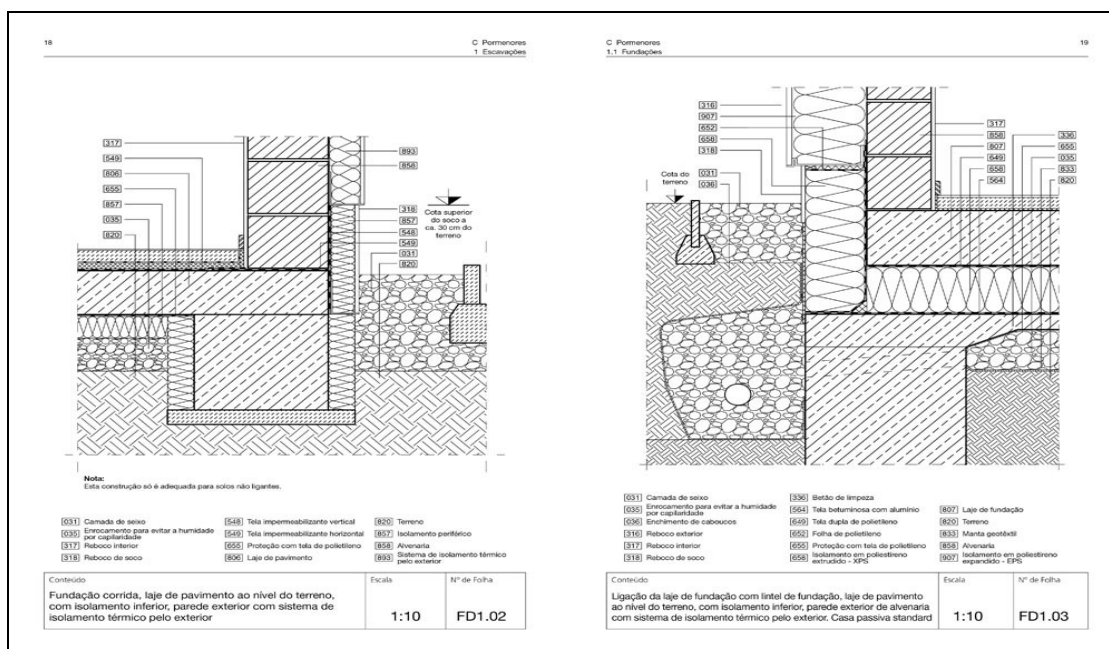 18
C Pormenores
1 Escavações
317
549
806
655
857
035
820
893
856
318
857
548
549
031
820
Cota superior
do soco a
ca. 30 cm do
terreno
Nota:
Esta construção só é adequada para solos não ligantes.
031 Camada de seixo
035 Enrocamento para evitar a humidade
por capilaridade
317 Reboco interior
318 Reboco de soco
548 Tela impermeabilizante vertical
549 Tela impermeabilizante horizontal
655 Proteção com tela de polietileno
806 Laje de pavimento
820 Terreno
857 Isolamento periférico
858 Alvenaria
893 Sistema de isolamento térmico
pelo exterior
Conteúdo
Fundação corrida, laje de pavimento ao nível do terreno,
com isolamento inferior, parede exterior com sistema de
isolamento térmico pelo exterior
Escala
1:10
Nº de Folha
FD1.02
C Pormenores
1.1 Fundações
19
316
907
652
658
318
031
036
Cota do
terreno
317
858
807
649
658
564
336
655
035
833
820
031 Camada de seixo
035 Enrocamento para evitar a humidade
por capilaridade
036 Enchimento de caboucos
316 Reboco exterior
317 Reboco interior
318 Reboco de soco
336 Betão de limpeza
564 Tela betuminosa com alumínio
649 Tela dupla de polietileno
652 Folha de polietileno
655 Proteção com tela de polietileno
658 Isolamento em poliestireno
extrudido - XPS
807 Laje de fundação
820 Terreno
833 Manta geotêxtil
858 Alvenaria
907 Isolamento em poliestireno
expandido - EPS
Conteúdo
Ligação da laje de fundação com lintel de fundação, laje de pavimento
ao nível do terreno, com isolamento inferior, parede exterior de alvenaria
com sistema de isolamento térmico pelo exterior. Casa passiva standard
Escala
1:10
Nº de Folha
FD1.03